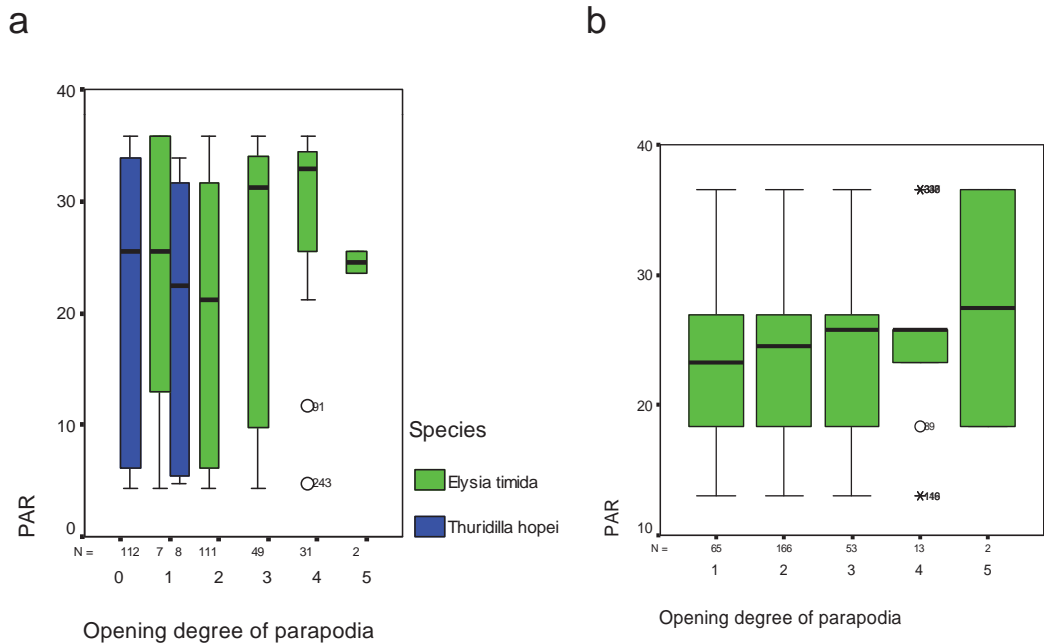 a
40
30
20
10
0
PAR
91
243
N = 112 7 8 111 49 31 2
0 1 2 3 4 5
Opening degree of parapodia
Species
Elysia timida
Thuridilla hopei
b
40
30
20
10
PAR
89
N = 65 166 53 13 2
1 2 3 4 5
Opening degree of parapodia